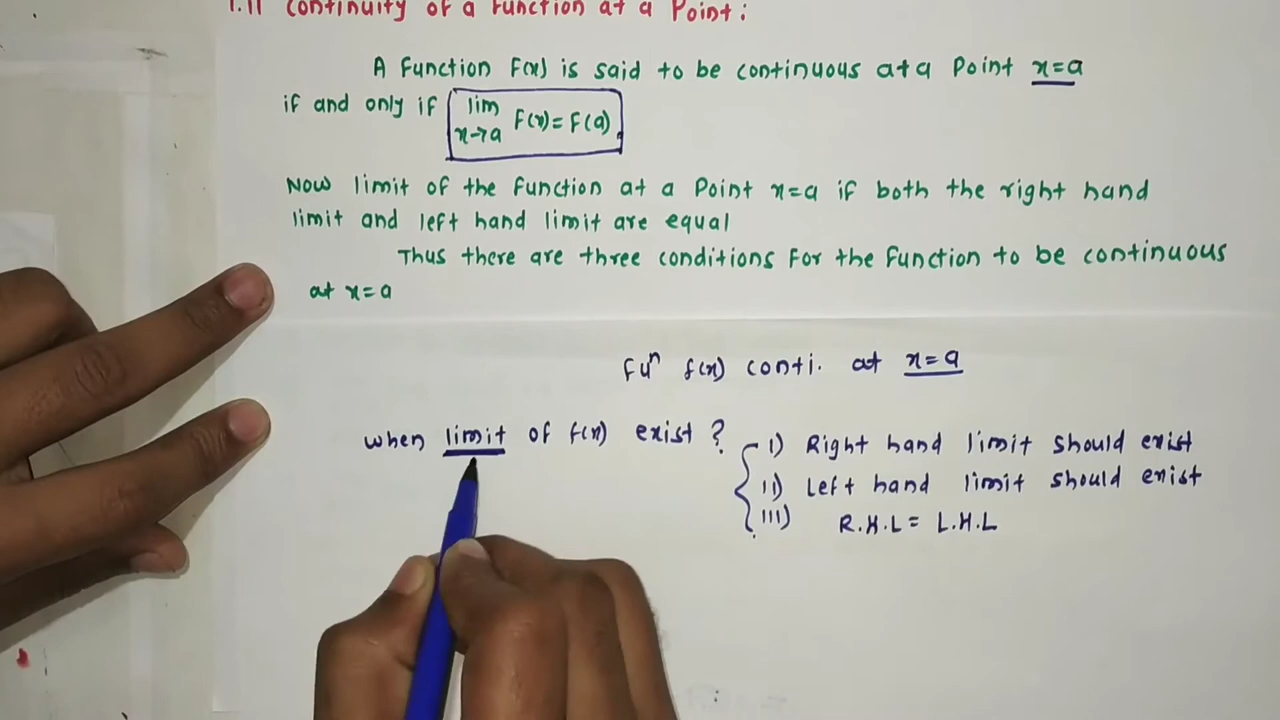 1.11 Continuity of a Function at a Point:
A Function F(x) is said to be continuous at a Point x=a
if and only if lim x→a F(x)=F(a)
Now limit of the Function at a Point x=a if both the right hand
limit and left hand limit are equal
Thus there are three conditions For the Function to be continuous
at x=a
Fuⁿ f(x) conti. at x=a
when limit of f(x) exist ?
i) Right hand limit should exist
ii) Left hand limit should exist
iii) R.H.L = L.H.L